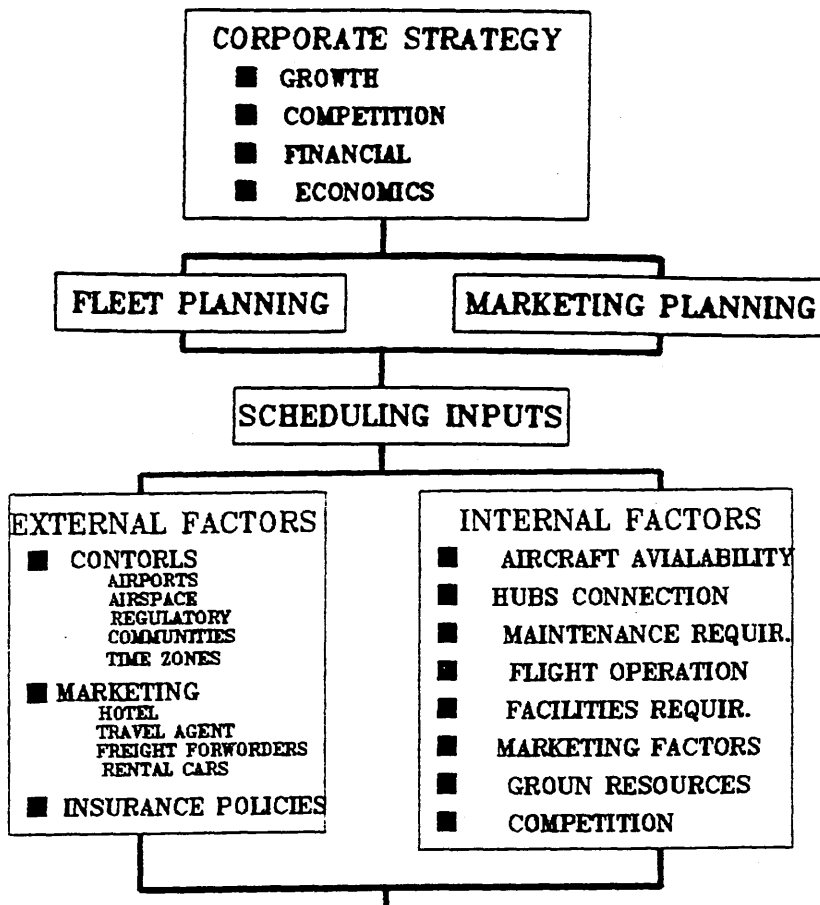 CORPORATE STRATEGY
GROWTH
COMPETITION
FINANCIAL
ECONOMICS
FLEET PLANNING
MARKETING PLANNING
SCHEDULING INPUTS
EXTERNAL FACTORS
CONTORLS
AIRPORTS
AIRSPACE
REGULATORY
COMMUNITIES
TIME ZONES
MARKETING
HOTEL
TRAVEL AGENT
FREIGHT FORWORDERS
RENTAL CARS
INSURANCE POLICIES
INTERNAL FACTORS
AIRCRAFT AVIALABILITY
HUBS CONNECTION
MAINTENANCE REQUIR.
FLIGHT OPERATION
FACILITIES REQUIR.
MARKETING FACTORS
GROUN RESOURCES
COMPETITION